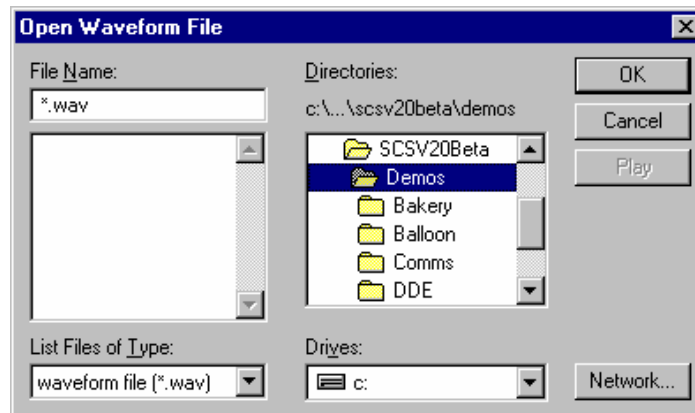 Open Waveform File
File Name:
*.wav
Directories:
c:\...\scsv20beta\demos
SCSV20Beta
Demos
Bakery
Balloon
Comms
DDE
OK
Cancel
Play
List Files of Type:
waveform file (*.wav)
Drives:
c:
Network...